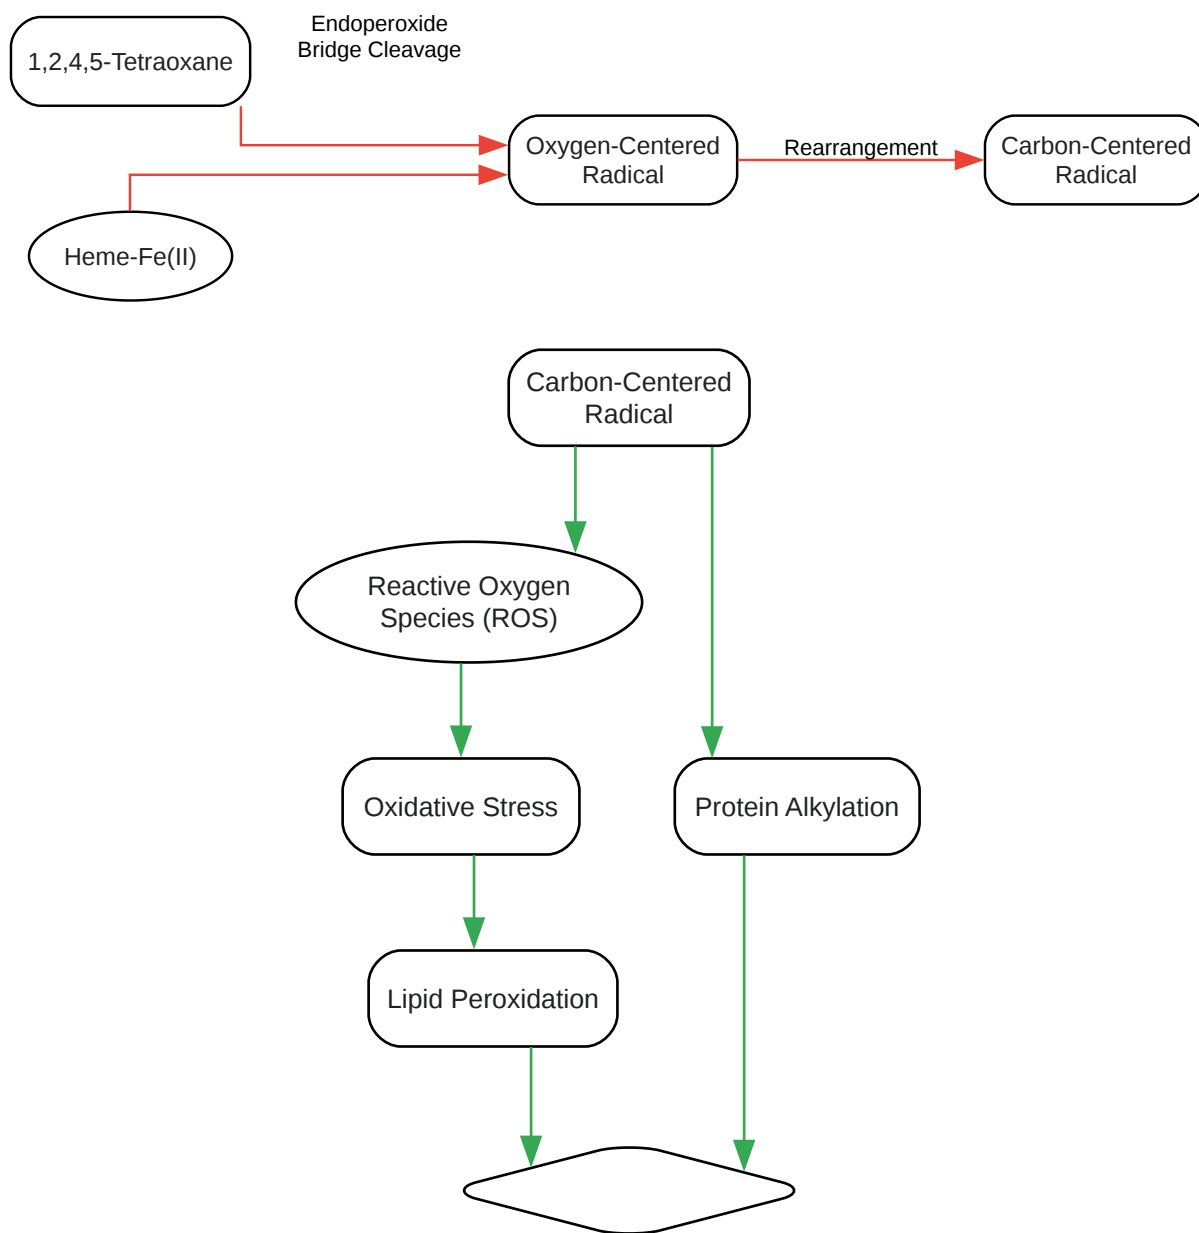 Endoperoxide
Bridge Cleavage
1,2,4,5-Tetraoxane
Oxygen-Centered
Radical
Rearrangement
Carbon-Centered
Radical
Heme-Fe(II)
Carbon-Centered
Radical
Reactive Oxygen
Species (ROS)
Oxidative Stress
Protein Alkylation
Lipid Peroxidation